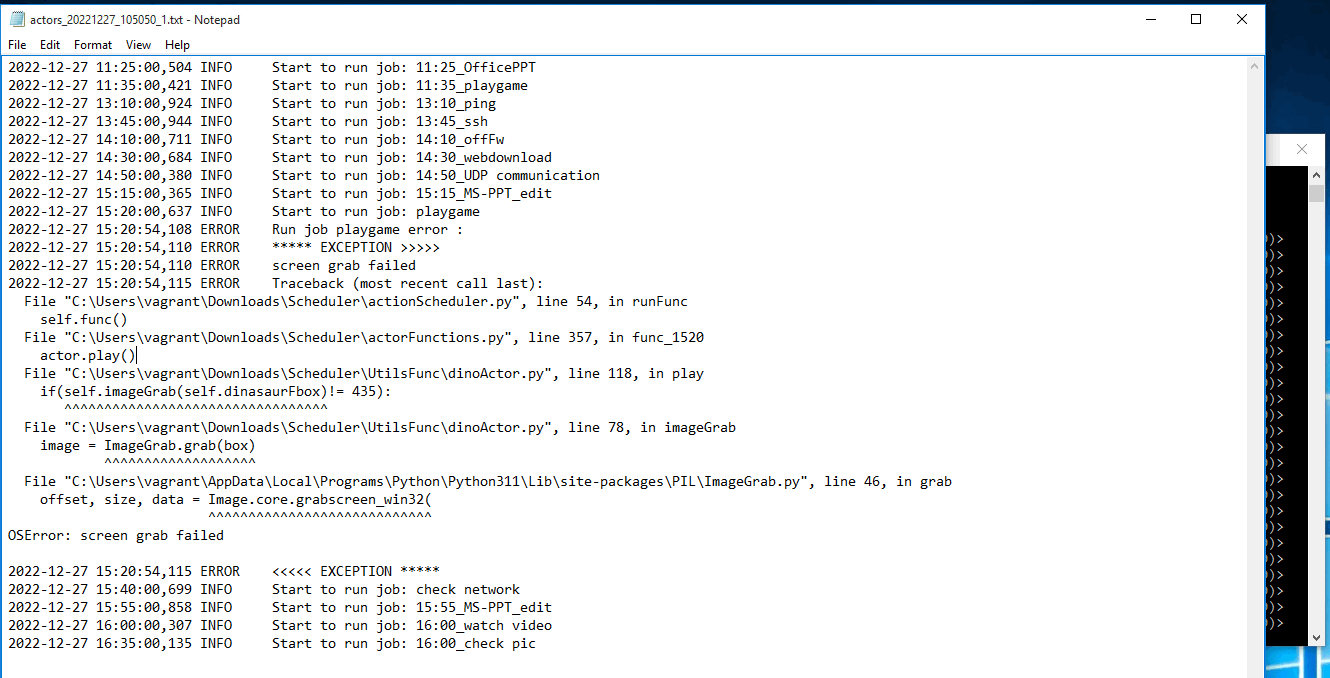 actors_20221227_105050_1.txt - Notepad
File Edit Format View Help
2022-12-27 11:25:00,504 INFO     Start to run job: 11:25_OfficePPT
2022-12-27 11:35:00,421 INFO     Start to run job: 11:35_playgame
2022-12-27 13:10:00,924 INFO     Start to run job: 13:10_ping
2022-12-27 13:45:00,944 INFO     Start to run job: 13:45_ssh
2022-12-27 14:10:00,711 INFO     Start to run job: 14:10_offFw
2022-12-27 14:30:00,684 INFO     Start to run job: 14:30_webdownload
2022-12-27 14:50:00,380 INFO     Start to run job: 14:50_UDP communication
2022-12-27 15:15:00,365 INFO     Start to run job: 15:15_MS-PPT_edit
2022-12-27 15:20:00,637 INFO     Start to run job: playgame
2022-12-27 15:20:54,108 ERROR    Run job playgame error :
2022-12-27 15:20:54,110 ERROR    ***** EXCEPTION >>>>>
2022-12-27 15:20:54,110 ERROR    screen grab failed
2022-12-27 15:20:54,115 ERROR    Traceback (most recent call last):
  File "C:\Users\vagrant\Downloads\Scheduler\actionScheduler.py", line 54, in runFunc
    self.func()
  File "C:\Users\vagrant\Downloads\Scheduler\actorFunctions.py", line 357, in func_1520
    actor.play()
  File "C:\Users\vagrant\Downloads\Scheduler\UtilsFunc\dinoActor.py", line 118, in play
    if(self.imageGrab(self.dinasaurFbox)!= 435):
       ^^^^^^^^^^^^^^^^^^^^^^^^^^^^^^^^^
  File "C:\Users\vagrant\Downloads\Scheduler\UtilsFunc\dinoActor.py", line 78, in imageGrab
    image = ImageGrab.grab(box)
            ^^^^^^^^^^^^^^^^^^^
  File "C:\Users\vagrant\AppData\Local\Programs\Python\Python311\Lib\site-packages\PIL\ImageGrab.py", line 46, in grab
    offset, size, data = Image.core.grabscreen_win32(
                         ^^^^^^^^^^^^^^^^^^^^^^^^^^^^
OSError: screen grab failed
2022-12-27 15:20:54,115 ERROR    <<<<< EXCEPTION *****
2022-12-27 15:40:00,699 INFO     Start to run job: check network
2022-12-27 15:55:00,858 INFO     Start to run job: 15:55_MS-PPT_edit
2022-12-27 16:00:00,307 INFO     Start to run job: 16:00_watch video
2022-12-27 16:35:00,135 INFO     Start to run job: 16:00_check pic